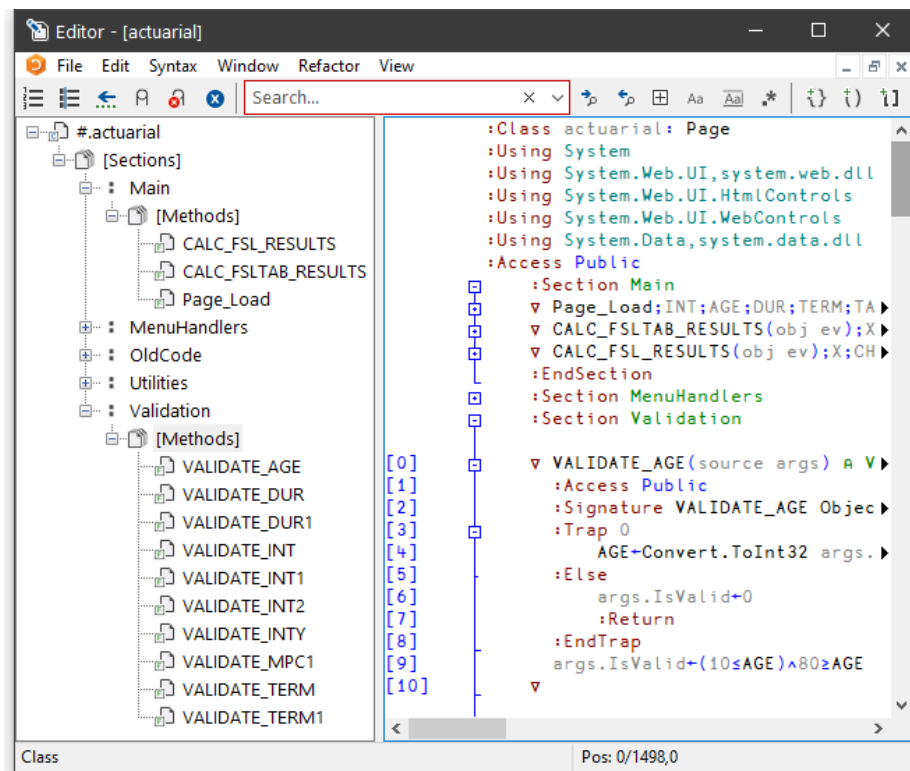 Editor - [actuarial]
File Edit Syntax Window Refactor View
Search...
Aa Aa .*
#.actuarial
[Sections]
Main
[Methods]
CALC_FSL_RESULTS
CALC_FSLTAB_RESULTS
Page_Load
MenuHandlers
OldCode
Utilities
Validation
[Methods]
VALIDATE_AGE
VALIDATE_DUR
VALIDATE_DUR1
VALIDATE_INT
VALIDATE_INT1
VALIDATE_INT2
VALIDATE_INTY
VALIDATE_MPC1
VALIDATE_TERM
VALIDATE_TERM1
:Class actuarial: Page
:Using System
:Using System.Web.UI,system.web.dll
:Using System.Web.UI.HtmlControls
:Using System.Web.UI.WebControls
:Using System.Data,system.data.dll
:Access Public
:Section Main
∇ Page_Load;INT;AGE;DUR;TERM;TA
∇ CALC_FSLTAB_RESULTS(obj ev);X
∇ CALC_FSL_RESULTS(obj ev);X;CH
:EndSection
:Section MenuHandlers
:Section Validation
[0] ∇ VALIDATE_AGE(source args) ⍝ V
[1] :Access Public
[2] :Signature VALIDATE_AGE Objec
[3] :Trap 0
[4] AGE←Convert.ToInt32 args.
[5] :Else
[6] args.IsValid←0
[7] :Return
[8] :EndTrap
[9] args.IsValid←(10≤AGE)∧80≥AGE
[10] ∇
Class
Pos: 0/1498,0